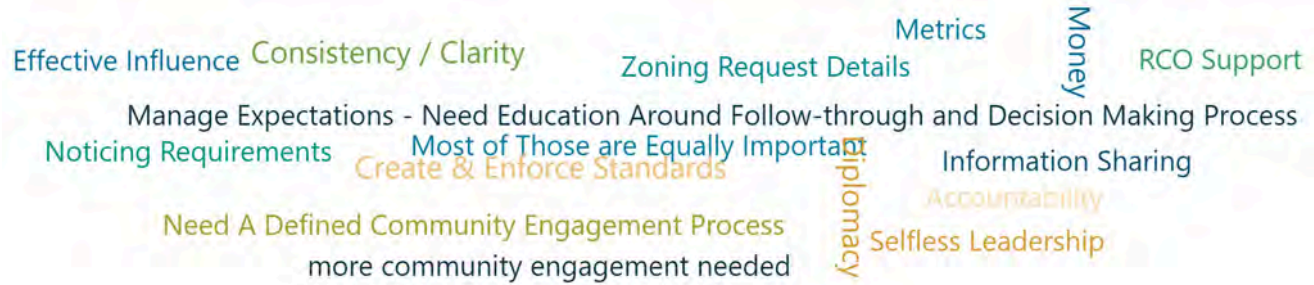 Metrics
Money
Effective Influence
Consistency / Clarity
Zoning Request Details
RCO Support
Manage Expectations - Need Education Around Follow-through and Decision Making Process
Noticing Requirements
Most of Those are Equally Important
Create & Enforce Standards
Diplomacy
Information Sharing
Accountability
Need A Defined Community Engagement Process
Selfless Leadership
more community engagement needed